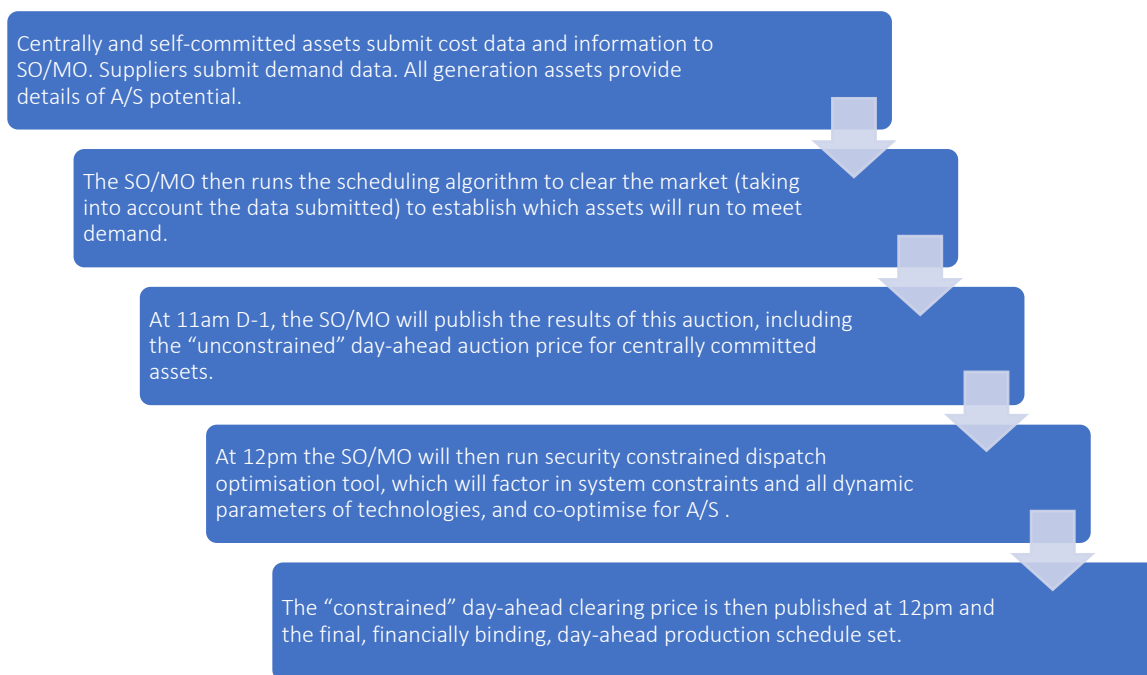 Centrally and self-committed assets submit cost data and information to
SO/MO. Suppliers submit demand data. All generation assets provide
details of A/S potential.
The SO/MO then runs the scheduling algorithm to clear the market (taking
into account the data submitted) to establish which assets will run to meet
demand.
At 11am D-1, the SO/MO will publish the results of this auction, including
the “unconstrained” day-ahead auction price for centrally committed
assets.
At 12pm the SO/MO will then run security constrained dispatch
optimisation tool, which will factor in system constraints and all dynamic
parameters of technologies, and co-optimise for A/S .
The “constrained” day-ahead clearing price is then published at 12pm and
the final, financially binding, day-ahead production schedule set.